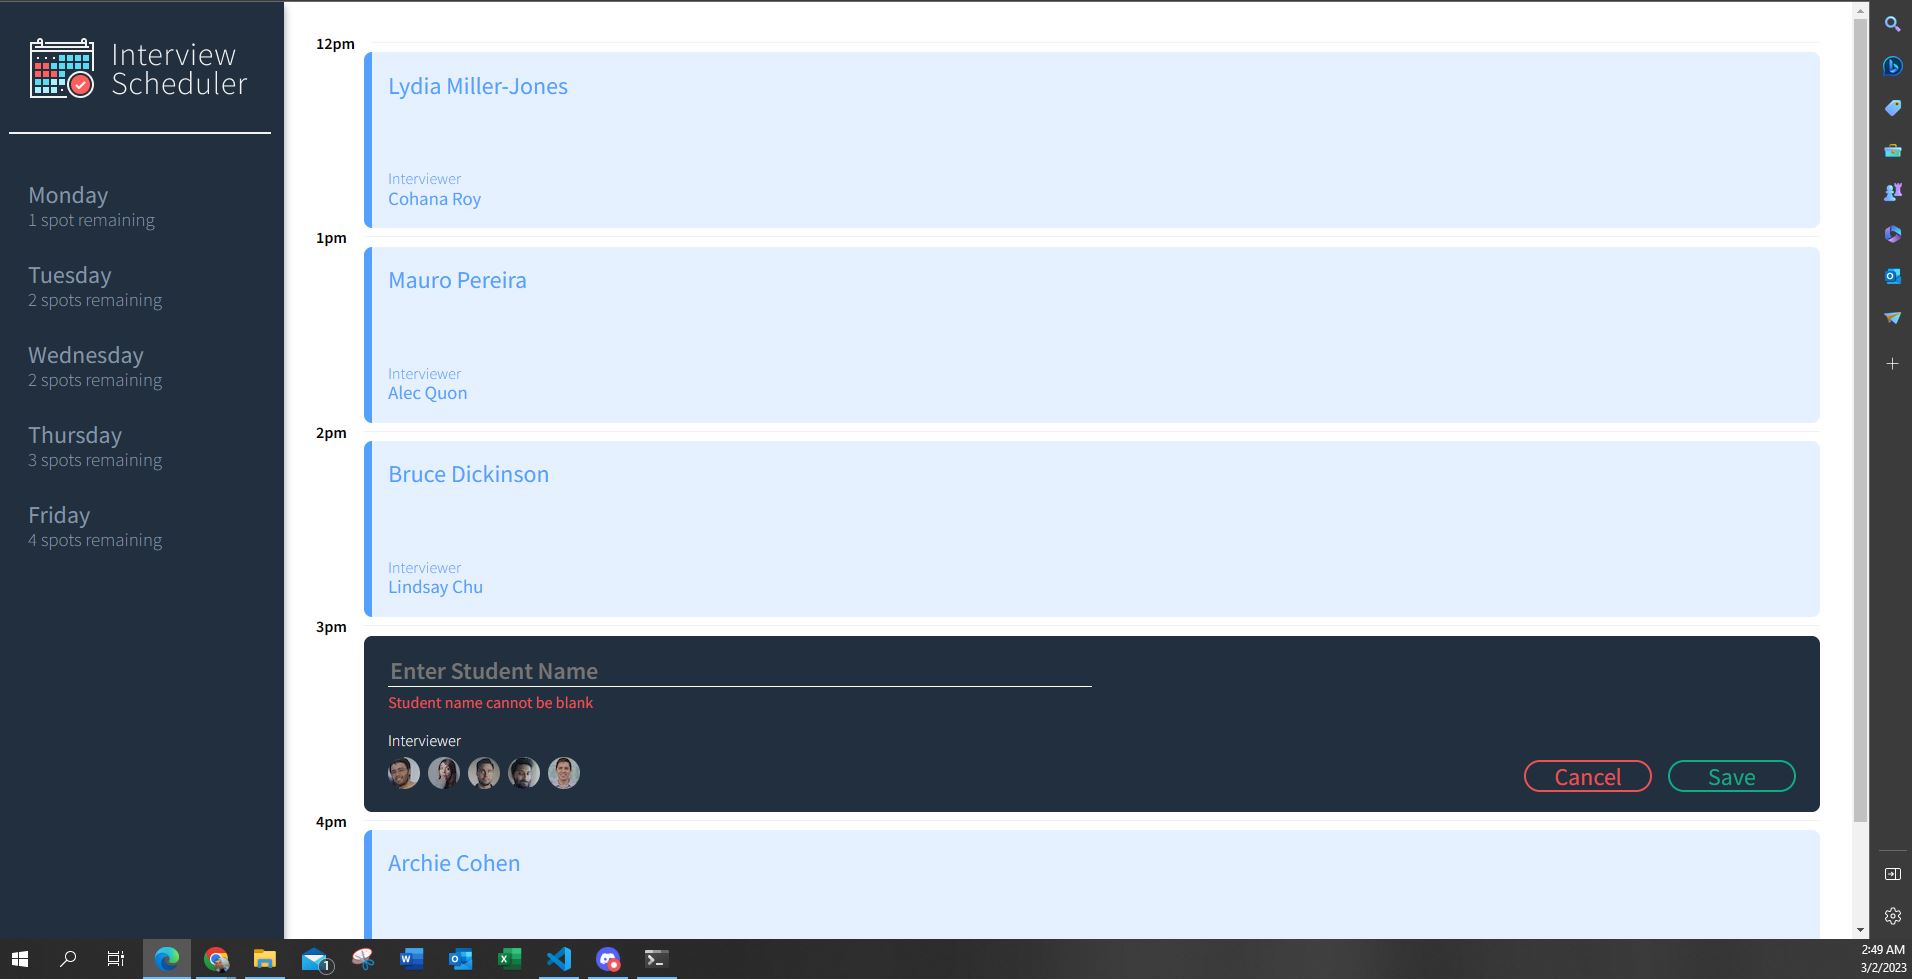 Interview
Scheduler
Monday
1 spot remaining
Tuesday
2 spots remaining
Wednesday
2 spots remaining
Thursday
3 spots remaining
Friday
4 spots remaining
12pm
Lydia Miller-Jones
Interviewer
Cohana Roy
1pm
Mauro Pereira
Interviewer
Alec Quon
2pm
Bruce Dickinson
Interviewer
Lindsay Chu
3pm
Enter Student Name
Student name cannot be blank
Interviewer
Cancel
Save
4pm
Archie Cohen
1
2:49 AM
3/2/2023